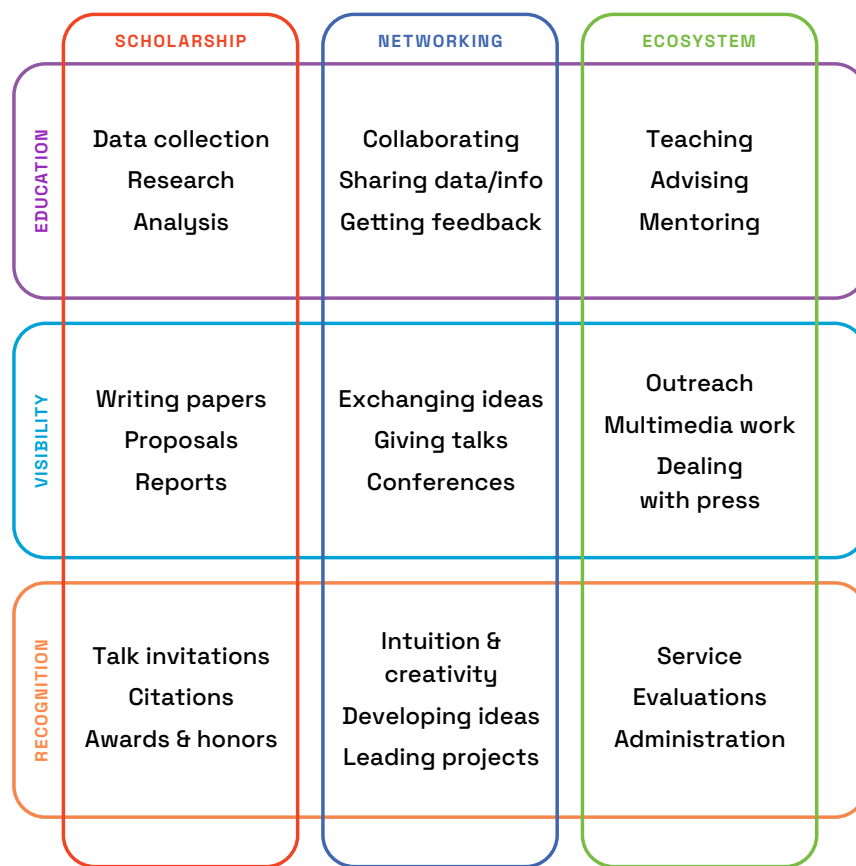 SCHOLARSHIP
NETWORKING
ECOSYSTEM
EDUCATION
Data collection
Research
Analysis
Collaborating
Sharing data/info
Getting feedback
Teaching
Advising
Mentoring
VISIBILITY
Writing papers
Proposals
Reports
Exchanging ideas
Giving talks
Conferences
Outreach
Multimedia work
Dealing
with press
RECOGNITION
Talk invitations
Citations
Awards & honors
Intuition &
creativity
Developing ideas
Leading projects
Service
Evaluations
Administration